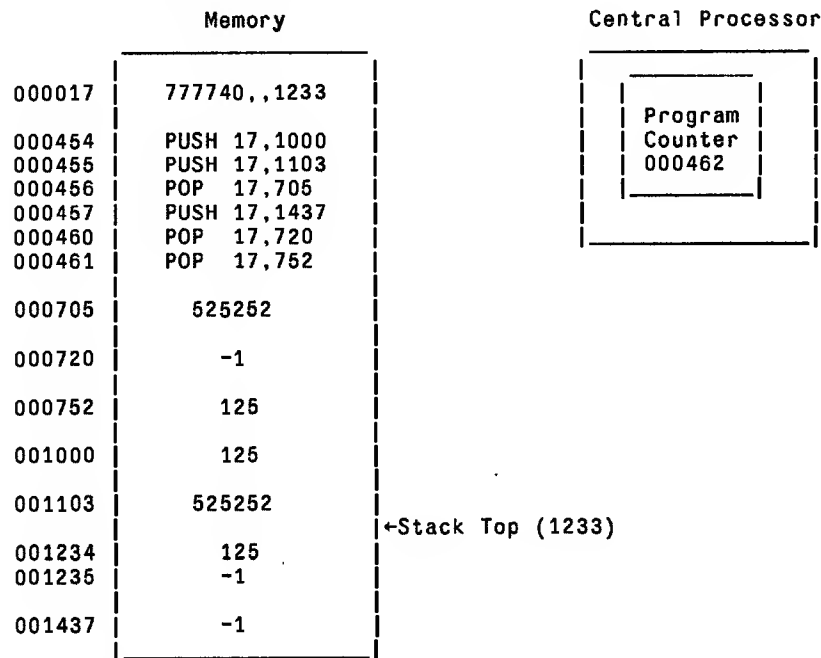 Memory Central Processor
000017 777740,,1233
000454 PUSH 17,1000
000455 PUSH 17,1103
000456 POP 17,705
000457 PUSH 17,1437
000460 POP 17,720
000461 POP 17,752
Program
Counter
000462
000705 525252
000720 -1
000752 125
001000 125
001103 525252
←Stack Top (1233)
001234 125
001235 -1
001437 -1